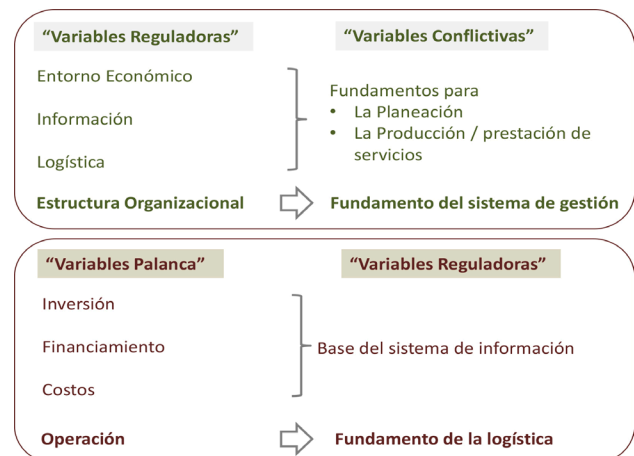 “Variables Reguladoras”
“Variables Conflictivas”
Entorno Económico
Información
Logística
Fundamentos para
• La Planeación
• La Producción / prestación de
servicios
Estructura Organizacional
Fundamento del sistema de gestión
“Variables Palanca”
“Variables Reguladoras”
Inversión
Financiamiento
Costos
Base del sistema de información
Operación
Fundamento de la logística